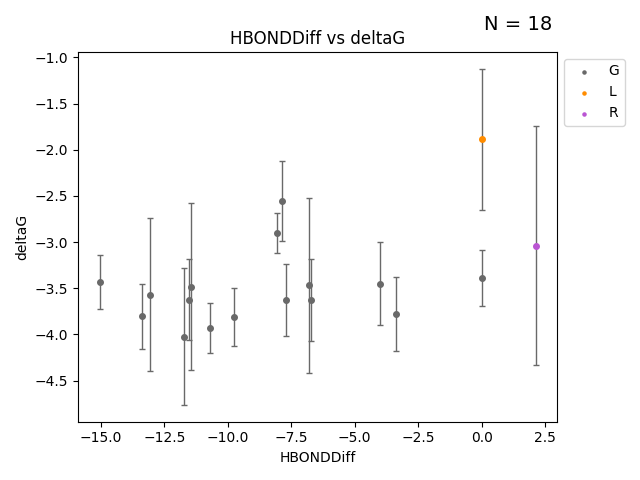 N = 18
HBONDDiff vs deltaG
−1.0
−1.5
−2.0
−2.5
−3.0
−3.5
−4.0
−4.5
deltaG
−15.0 −12.5 −10.0 −7.5 −5.0 −2.5 0.0 2.5
HBONDDiff
G
L
R